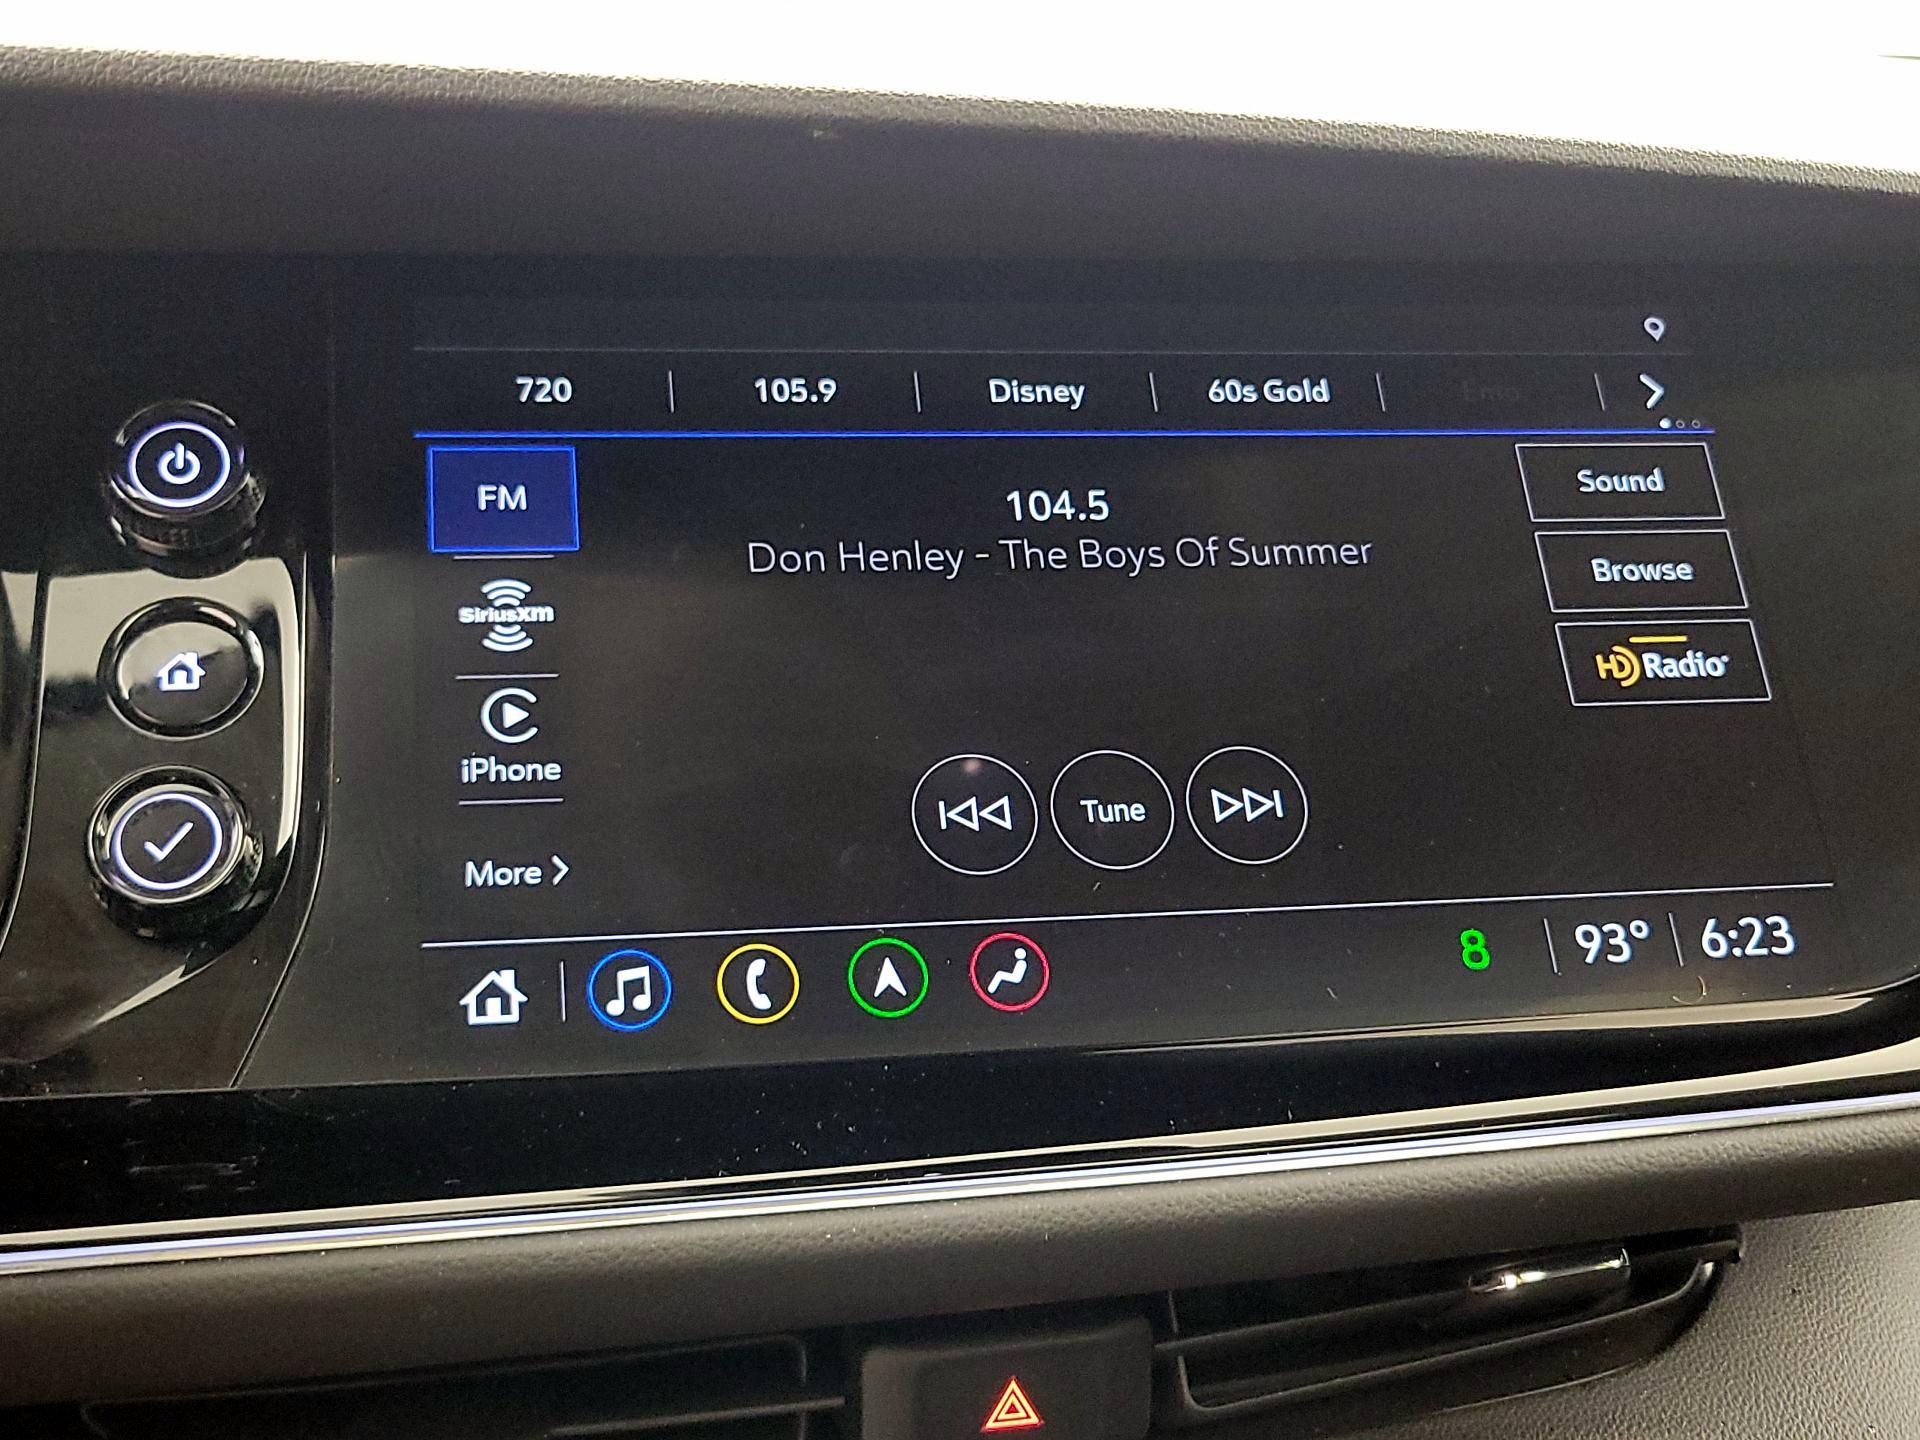 720
105.9
Disney
60s Gold
FM
104.5
Don Henley - The Boys Of Summer
Sound
SiriusXm
Browse
HD Radio
iPhone
Tune
More >
8
93°
6:23